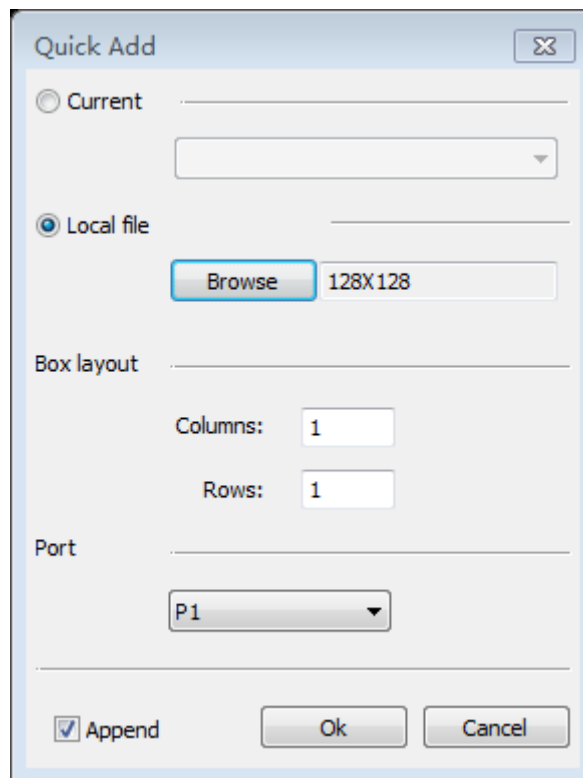 Quick Add
Current
Local file
Browse 128X128
Box layout
Columns: 1
Rows: 1
Port
P1
Append Ok Cancel